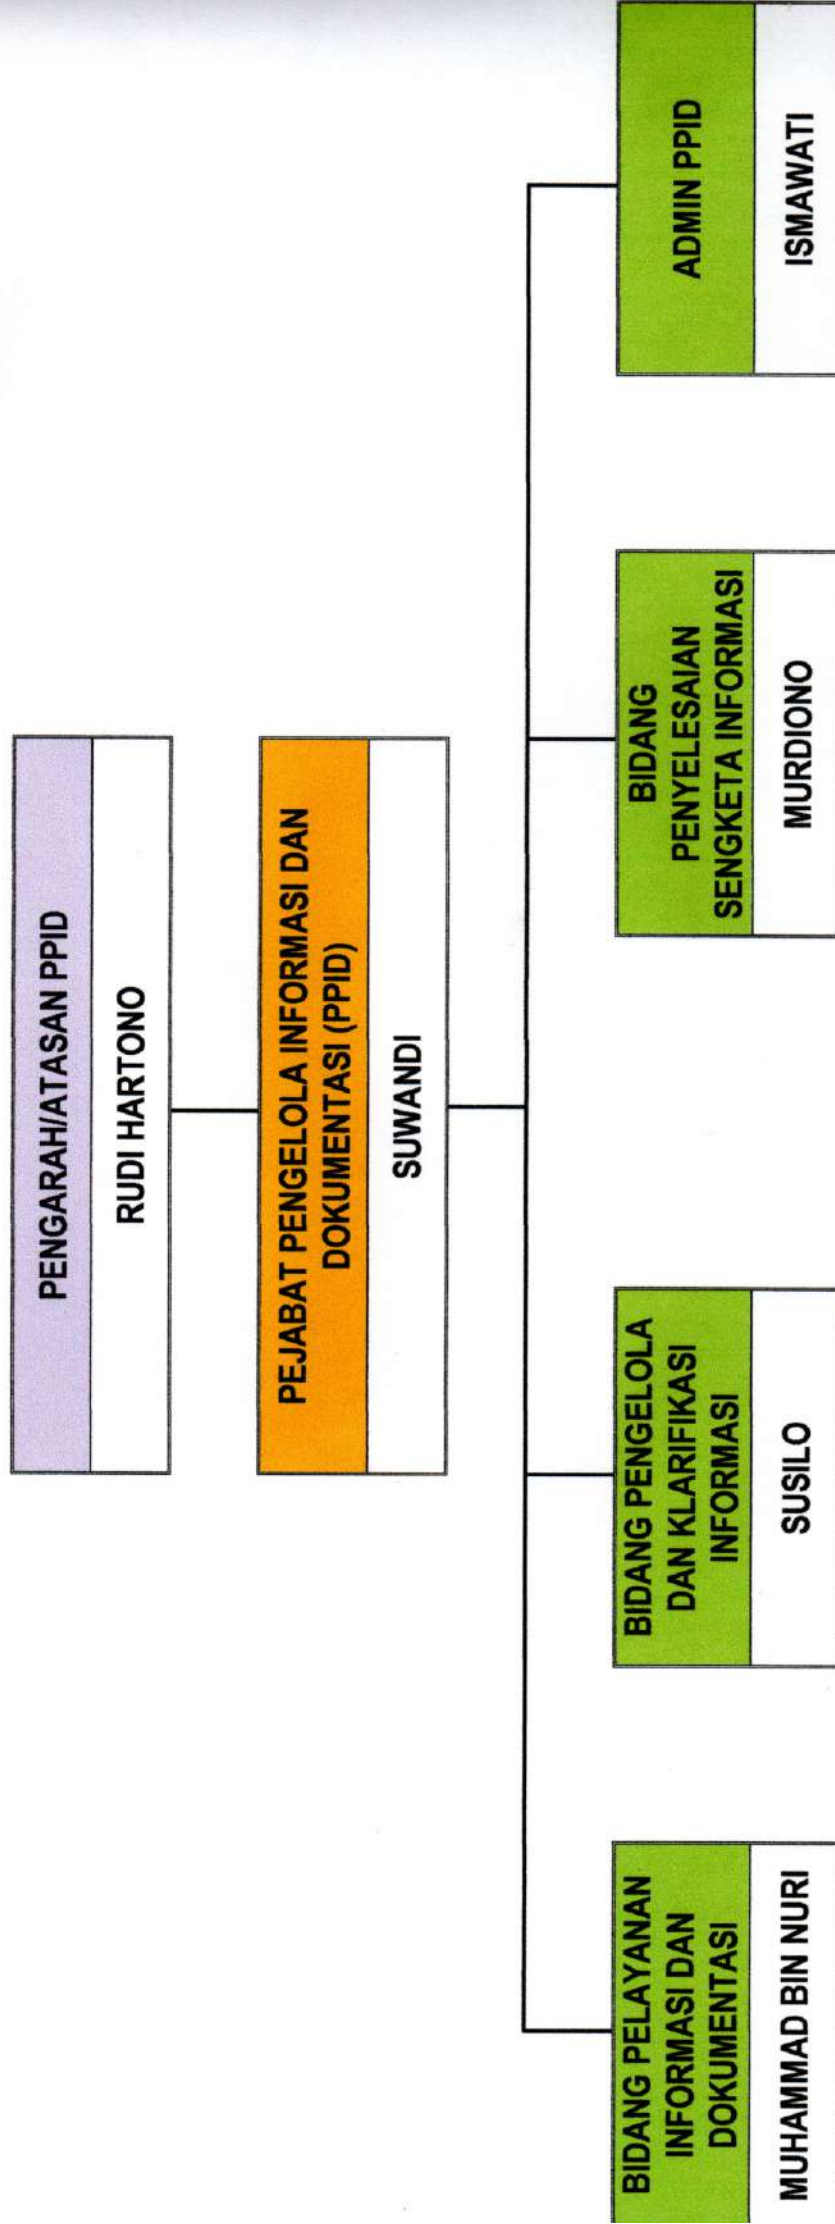 PENGARAH/ATASAN PPID
RUDI HARTONO
PEJABAT PENGELOLA INFORMASI DAN
DOKUMENTASI (PPID)
SUWANDI
BIDANG PELAYANAN
INFORMASI DAN
DOKUMENTASI
MUHAMMAD BIN NURI
BIDANG PENGELOLA
DAN KLARIFIKASI
INFORMASI
SUSILO
BIDANG
PENYELESAIAN
SENGKETA INFORMASI
MURDIONO
ADMIN PPID
ISMAWATI